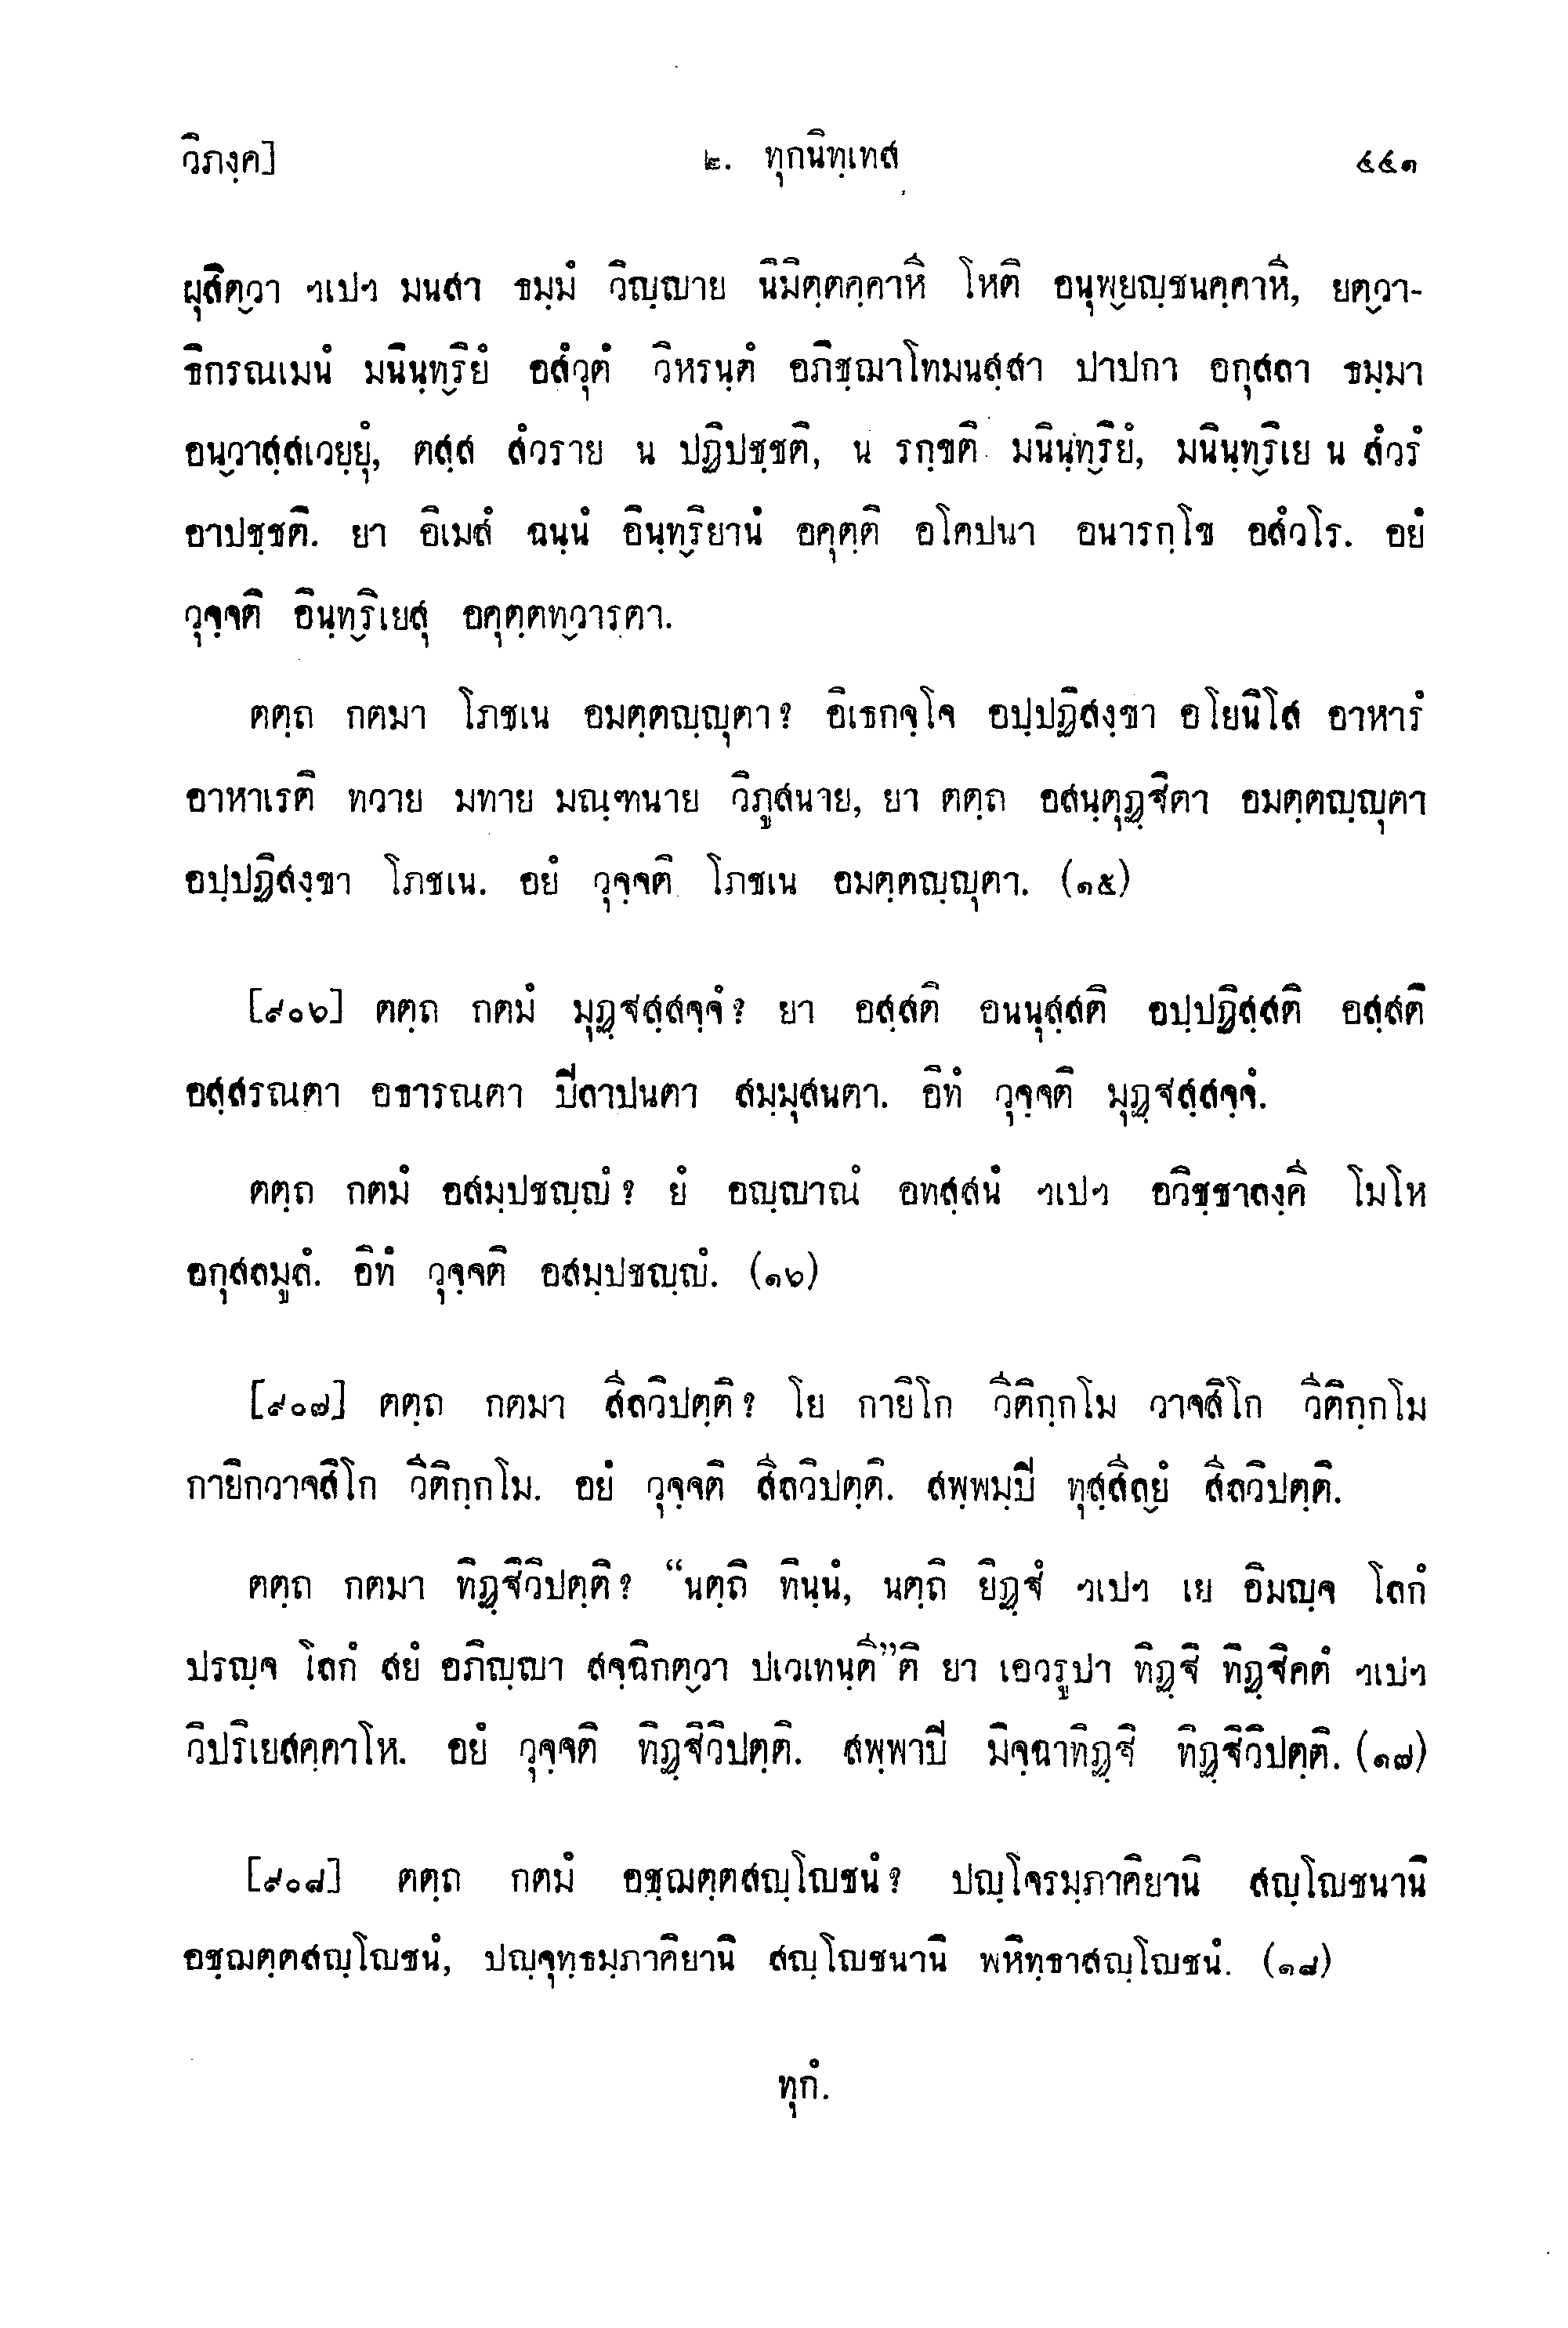 วิภงฺค] ๒. ทุกนิทฺเทส ๔๔๑
ผุสิตฺวา ฯเปฯ มนสา ธมฺมํ วิญฺญาย นิมิตฺตคฺคาหี โหติ อนุพฺยญฺชนคฺคาหี, ยตฺวา-
ธิกรณเมนํ มนินฺทฺริยํ อสํวุตํ วิหรนฺตํ อภิชฺฌาโทมนสฺสา ปาปกา อกุสลา ธมฺมา
อนฺวาสฺสเวยฺยุํ, ตสฺส สํวราย น ปฏิปชฺชติ, น รกฺขติ มนินฺทฺริยํ, มนินฺทฺริเย น สํวรํ
อาปชฺชติ. ยา อิเมสํ ฉนฺนํ อินฺทฺริยานํ อคุตฺติ อโคปนา อนารกฺโข อสํวโร. อยํ
วุจฺจติ อินฺทฺริเยสุ อคุตฺตทฺวารตา.
ตตฺถ กตมา โภชเน อมตฺตญฺญุตา? อิเธกจฺโจ อปฺปฏิสงฺขา อโยนิโส อาหารํ
อาหาเรติ ทวาย มทาย มณฺฑนาย วิภูสนาย, ยา ตตฺถ อสนฺตุฏฺฐิตา อมตฺตญฺญุตา
อปฺปฏิสงฺขา โภชเน. อยํ วุจฺจติ โภชเน อมตฺตญฺญุตา. (๑๕)
[๙๐๖] ตตฺถ กตมํ มุฏฺฐสฺสจฺจํ? ยา อสฺสติ อนนุสฺสติ อปฺปฏิสฺสติ อสฺสติ
อสฺสรณตา อธารณตา ปิลาปนตา สมฺมุสนตา. อิทํ วุจฺจติ มุฏฺฐสฺสจฺจํ.
ตตฺถ กตมํ อสมฺปชญฺญํ? ยํ อญฺญาณํ อทสฺสนํ ฯเปฯ อวิชฺชาลงฺคี โมโห
อกุสลมูลํ. อิทํ วุจฺจติ อสมฺปชญฺญํ. (๑๖)
[๙๐๗] ตตฺถ กตมา สีลวิปตฺติ? โย กายิโก วีติกฺกโม วาจสิโก วีติกฺกโม
กายิกวาจสิโก วีติกฺกโม. อยํ วุจฺจติ สีลวิปตฺติ. สพฺพมฺปิ ทุสฺสีลฺยํ สีลวิปตฺติ.
ตตฺถ กตมา ทิฏฺฐิวิปตฺติ? “นตฺถิ ทินฺนํ, นตฺถิ ยิฏฺฐํ ฯเปฯ เย อิมญฺจ โลกํ
ปรญฺจ โลกํ สยํ อภิญฺญา สจฺฉิกตฺวา ปเวเทนฺตี”ติ ยา เอวรูปา ทิฏฺฐิ ทิฏฺฐิคตํ ฯเปฯ
วิปริเยสคฺคาโห. อยํ วุจฺจติ ทิฏฺฐิวิปตฺติ. สพฺพาปิ มิจฺฉาทิฏฺฐิ ทิฏฺฐิวิปตฺติ. (๑๗)
[๙๐๘] ตตฺถ กตมํ อชฺฌตฺตสญฺโญชนํ? ปญฺโจรมฺภาคิยานิ สญฺโญชนานิ
อชฺฌตฺตสญฺโญชนํ, ปญฺจุทฺธมฺภาคิยานิ สญฺโญชนานิ พหิทฺธาสญฺโญชนํ. (๑๘)
ทุกํ.